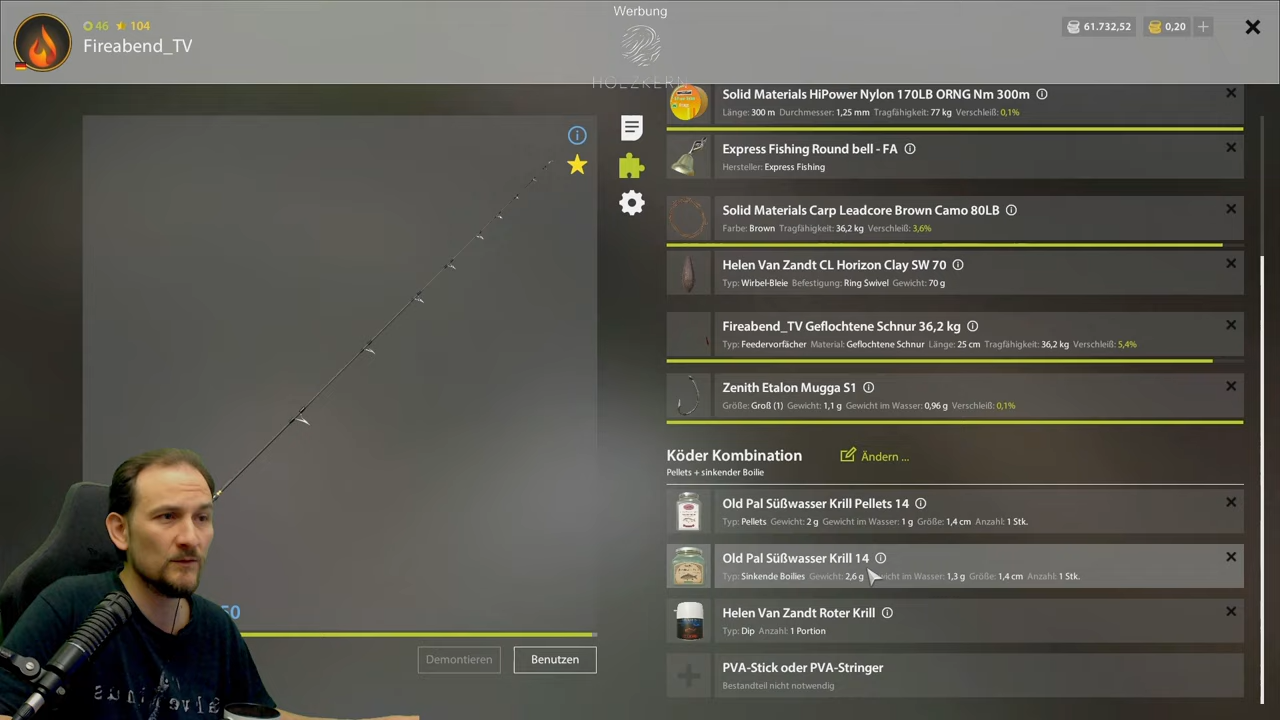 Werbung
46 104
Fireabend_TV
HOLZKERN
61.732,52
0,20
Solid Materials HiPower Nylon 170LB ORNG Nm 300m
Länge: 300 m Durchmesser: 1,25 mm Tragfähigkeit: 77 kg Verschleiß: 0,1%
Express Fishing Round bell - FA
Hersteller: Express Fishing
Solid Materials Carp Leadcore Brown Camo 80LB
Farbe: Brown Tragfähigkeit: 36,2 kg Verschleiß: 3,6%
Helen Van Zandt CL Horizon Clay SW 70
Typ: Wirbel-Bleie Befestigung: Ring Swivel Gewicht: 70 g
Fireabend_TV Geflochtene Schnur 36,2 kg
Typ: Feedervorfächer Material: Geflochtene Schnur Länge: 25 cm Tragfähigkeit: 36,2 kg Verschleiß: 5,4%
Zenith Etalon Mugga S1
Größe: Groß (1) Gewicht: 1,1 g Gewicht im Wasser: 0,96 g Verschleiß: 0,1%
Köder Kombination
Ändern ...
Pellets + sinkender Boilie
Old Pal Süßwasser Krill Pellets 14
Typ: Pellets Gewicht: 2 g Gewicht im Wasser: 1 g Größe: 1,4 cm Anzahl: 1 Stk.
Old Pal Süßwasser Krill 14
Typ: Sinkende Boilies Gewicht: 2,6 g wicht im Wasser: 1,3 g Größe: 1,4 cm Anzahl: 1 Stk.
Helen Van Zandt Roter Krill
Typ: Dip Anzahl: 1 Portion
PVA-Stick oder PVA-Stringer
Bestandteil nicht notwendig
50
Demontieren
Benutzen